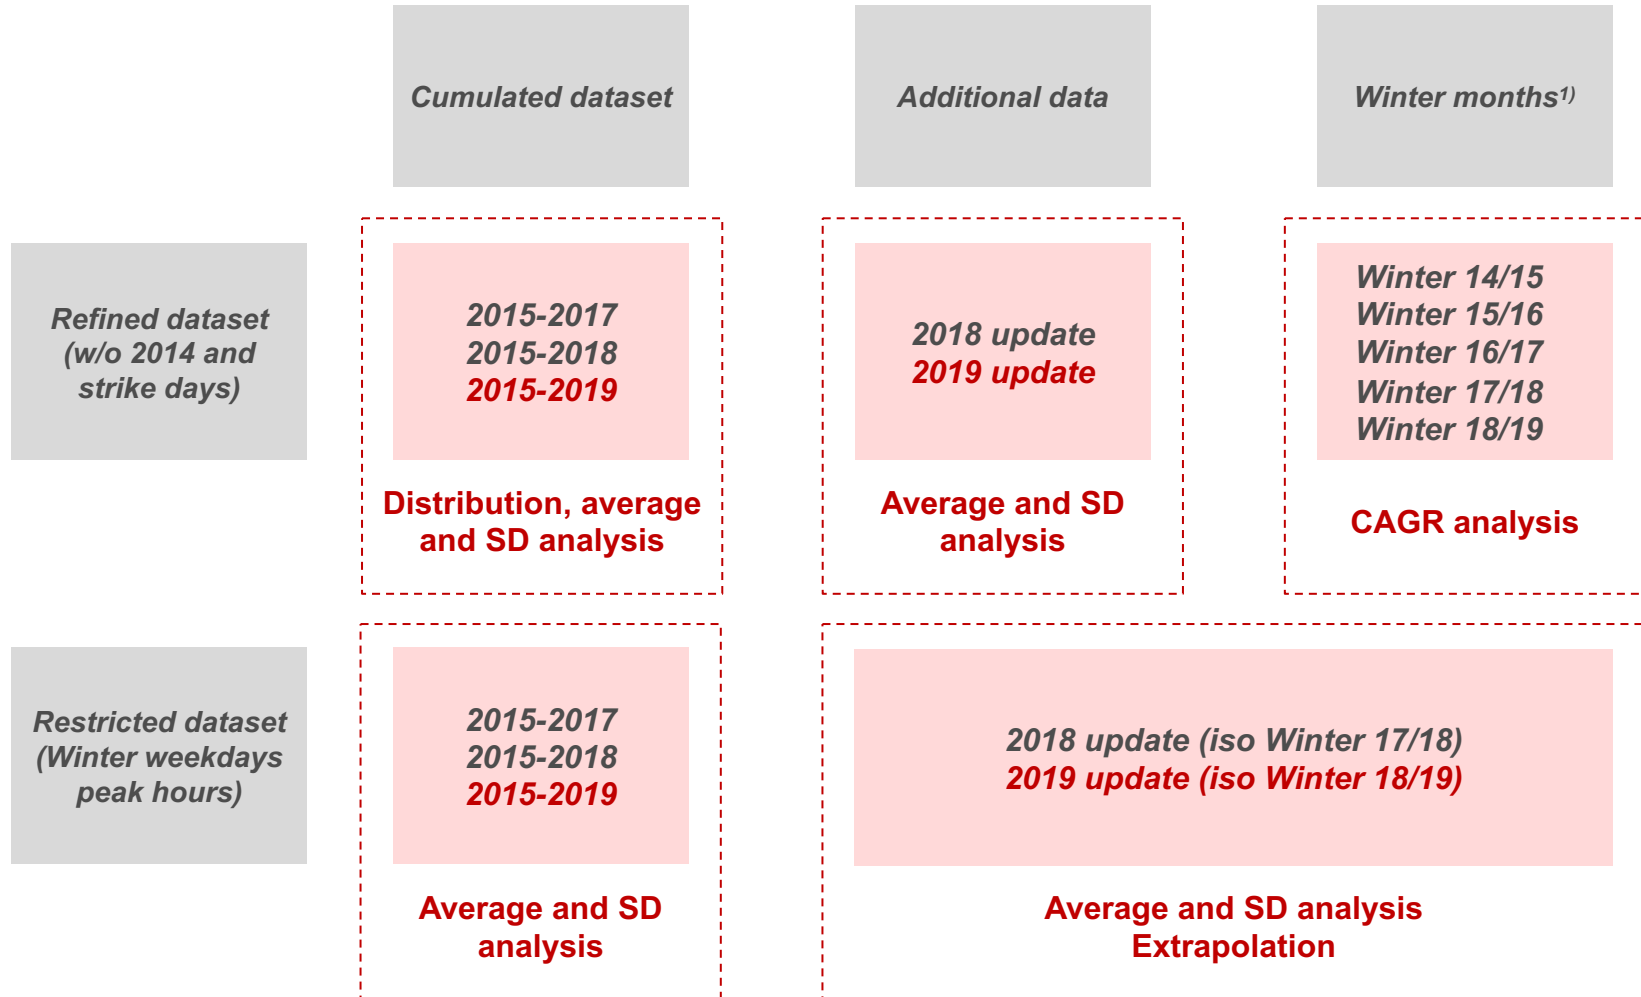 Cumulated dataset
Additional data
Winter months1)
Refined dataset
(w/o 2014 and
strike days)
2015-2017
2015-2018
2015-2019
Distribution, average
and SD analysis
2018 update
2019 update
Average and SD
analysis
Winter 14/15
Winter 15/16
Winter 16/17
Winter 17/18
Winter 18/19
CAGR analysis
Restricted dataset
(Winter weekdays
peak hours)
2015-2017
2015-2018
2015-2019
Average and SD
analysis
2018 update (iso Winter 17/18)
2019 update (iso Winter 18/19)
Average and SD analysis
Extrapolation